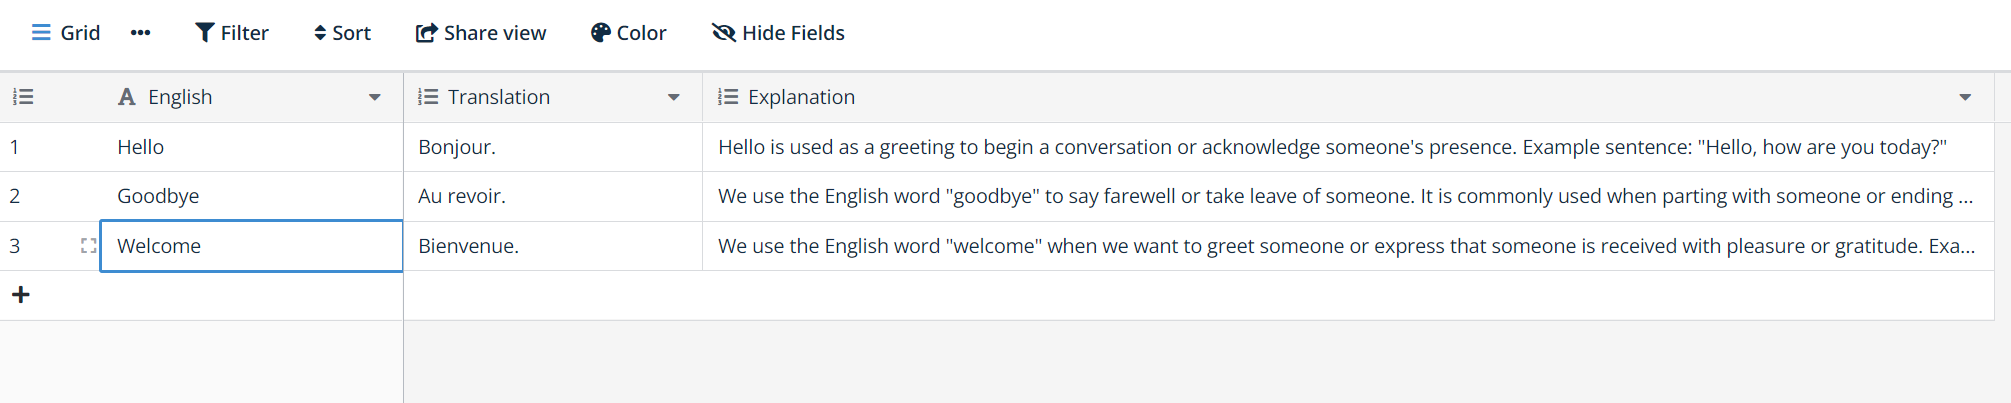 Grid ••• Filter Sort Share view Color Hide Fields
English Translation Explanation
1 Hello Bonjour. Hello is used as a greeting to begin a conversation or acknowledge someone's presence. Example sentence: "Hello, how are you today?"
2 Goodbye Au revoir. We use the English word "goodbye" to say farewell or take leave of someone. It is commonly used when parting with someone or ending ...
3 Welcome Bienvenue. We use the English word "welcome" when we want to greet someone or express that someone is received with pleasure or gratitude. Exa...
+